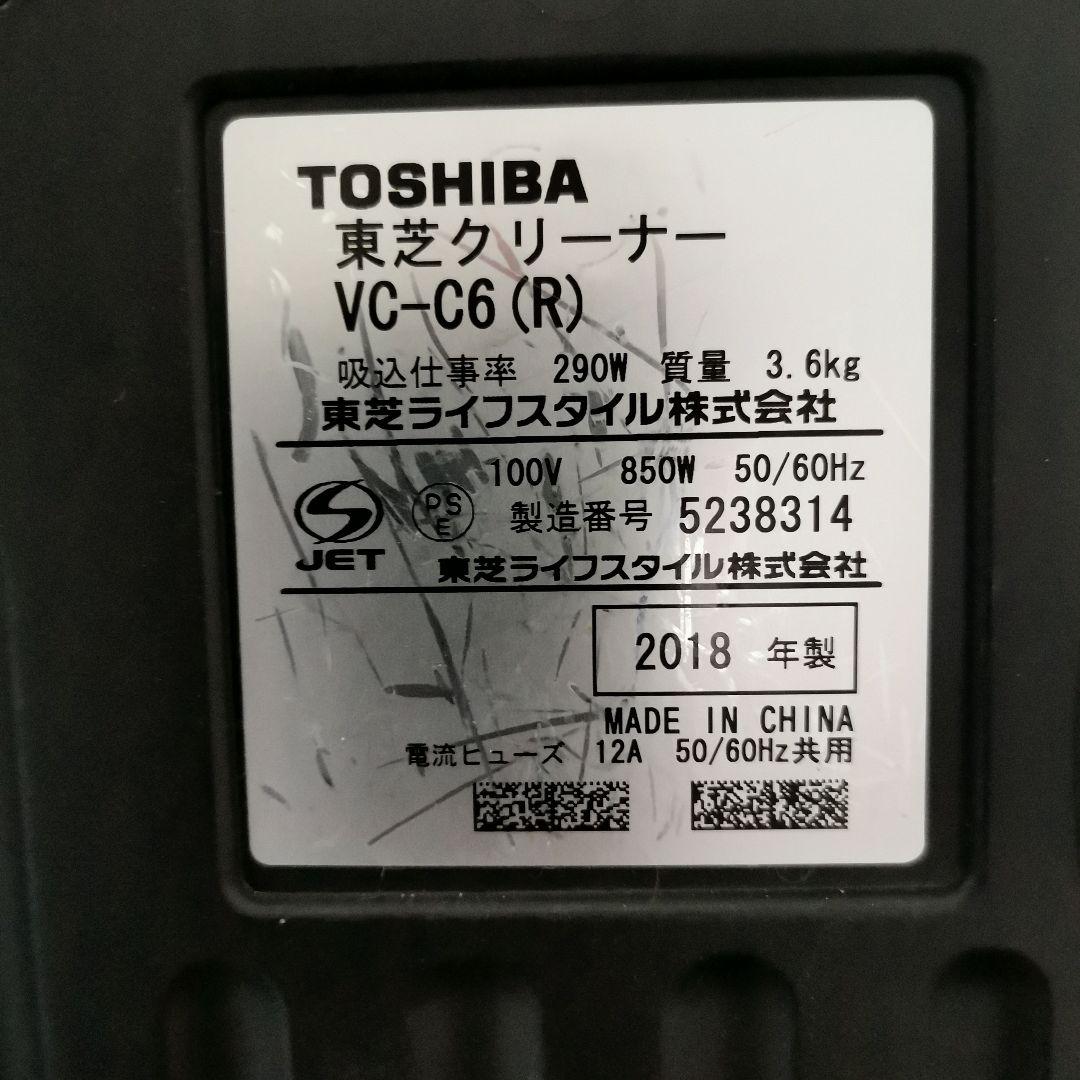 TOSHIBA
東芝クリーナー
VC-C6(R)
吸込仕事率 290W 質量 3.6kg
東芝ライフスタイル株式会社
100V 850W 50/60Hz
JET PSE 製造番号 5238314
東芝ライフスタイル株式会社
2018 年製
MADE IN CHINA
電流ヒューズ 12A 50/60Hz共用